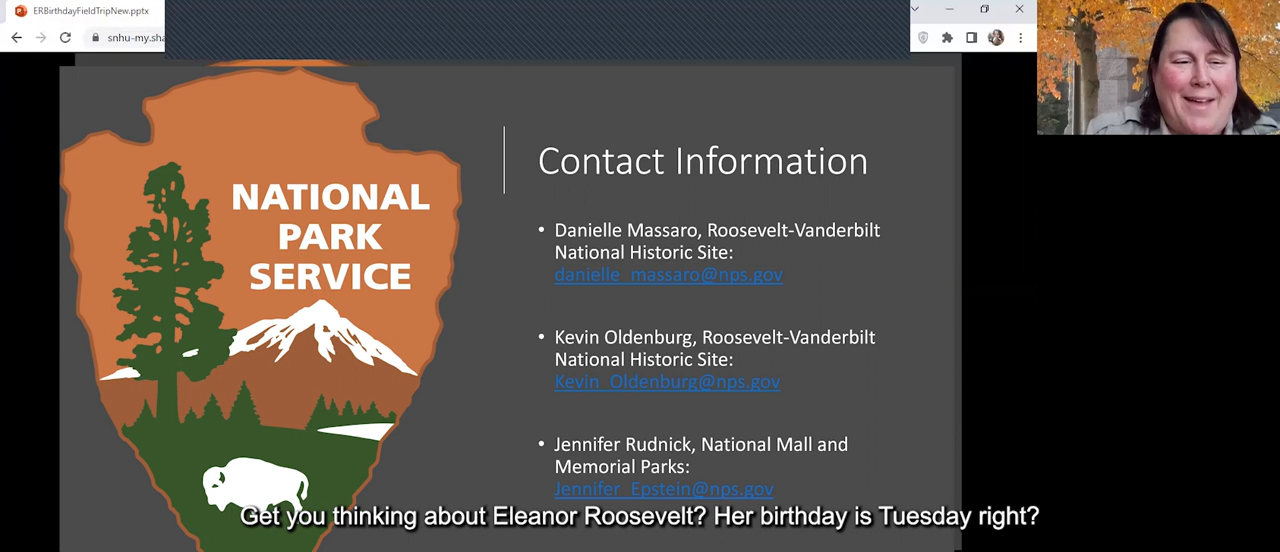 ERBirthdayFieldTripNew.pptx
snhu-my.sha
NATIONAL
PARK
SERVICE
Contact Information
• Danielle Massaro, Roosevelt-Vanderbilt
National Historic Site:
danielle_massaro@nps.gov
• Kevin Oldenburg, Roosevelt-Vanderbilt
National Historic Site:
Kevin_Oldenburg@nps.gov
• Jennifer Rudnick, National Mall and
Memorial Parks:
Jennifer_Epstein@nps.gov
Get you thinking about Eleanor Roosevelt? Her birthday is Tuesday right?